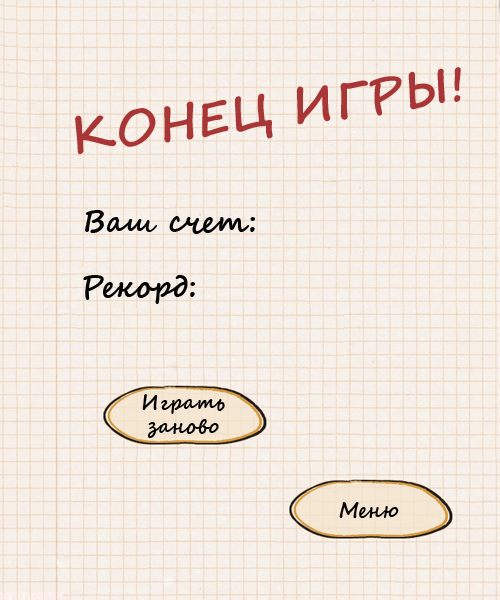 КОНЕЦ ИГРЫ!
Ваш счет:
Рекорд:
Играть
заново
Меню